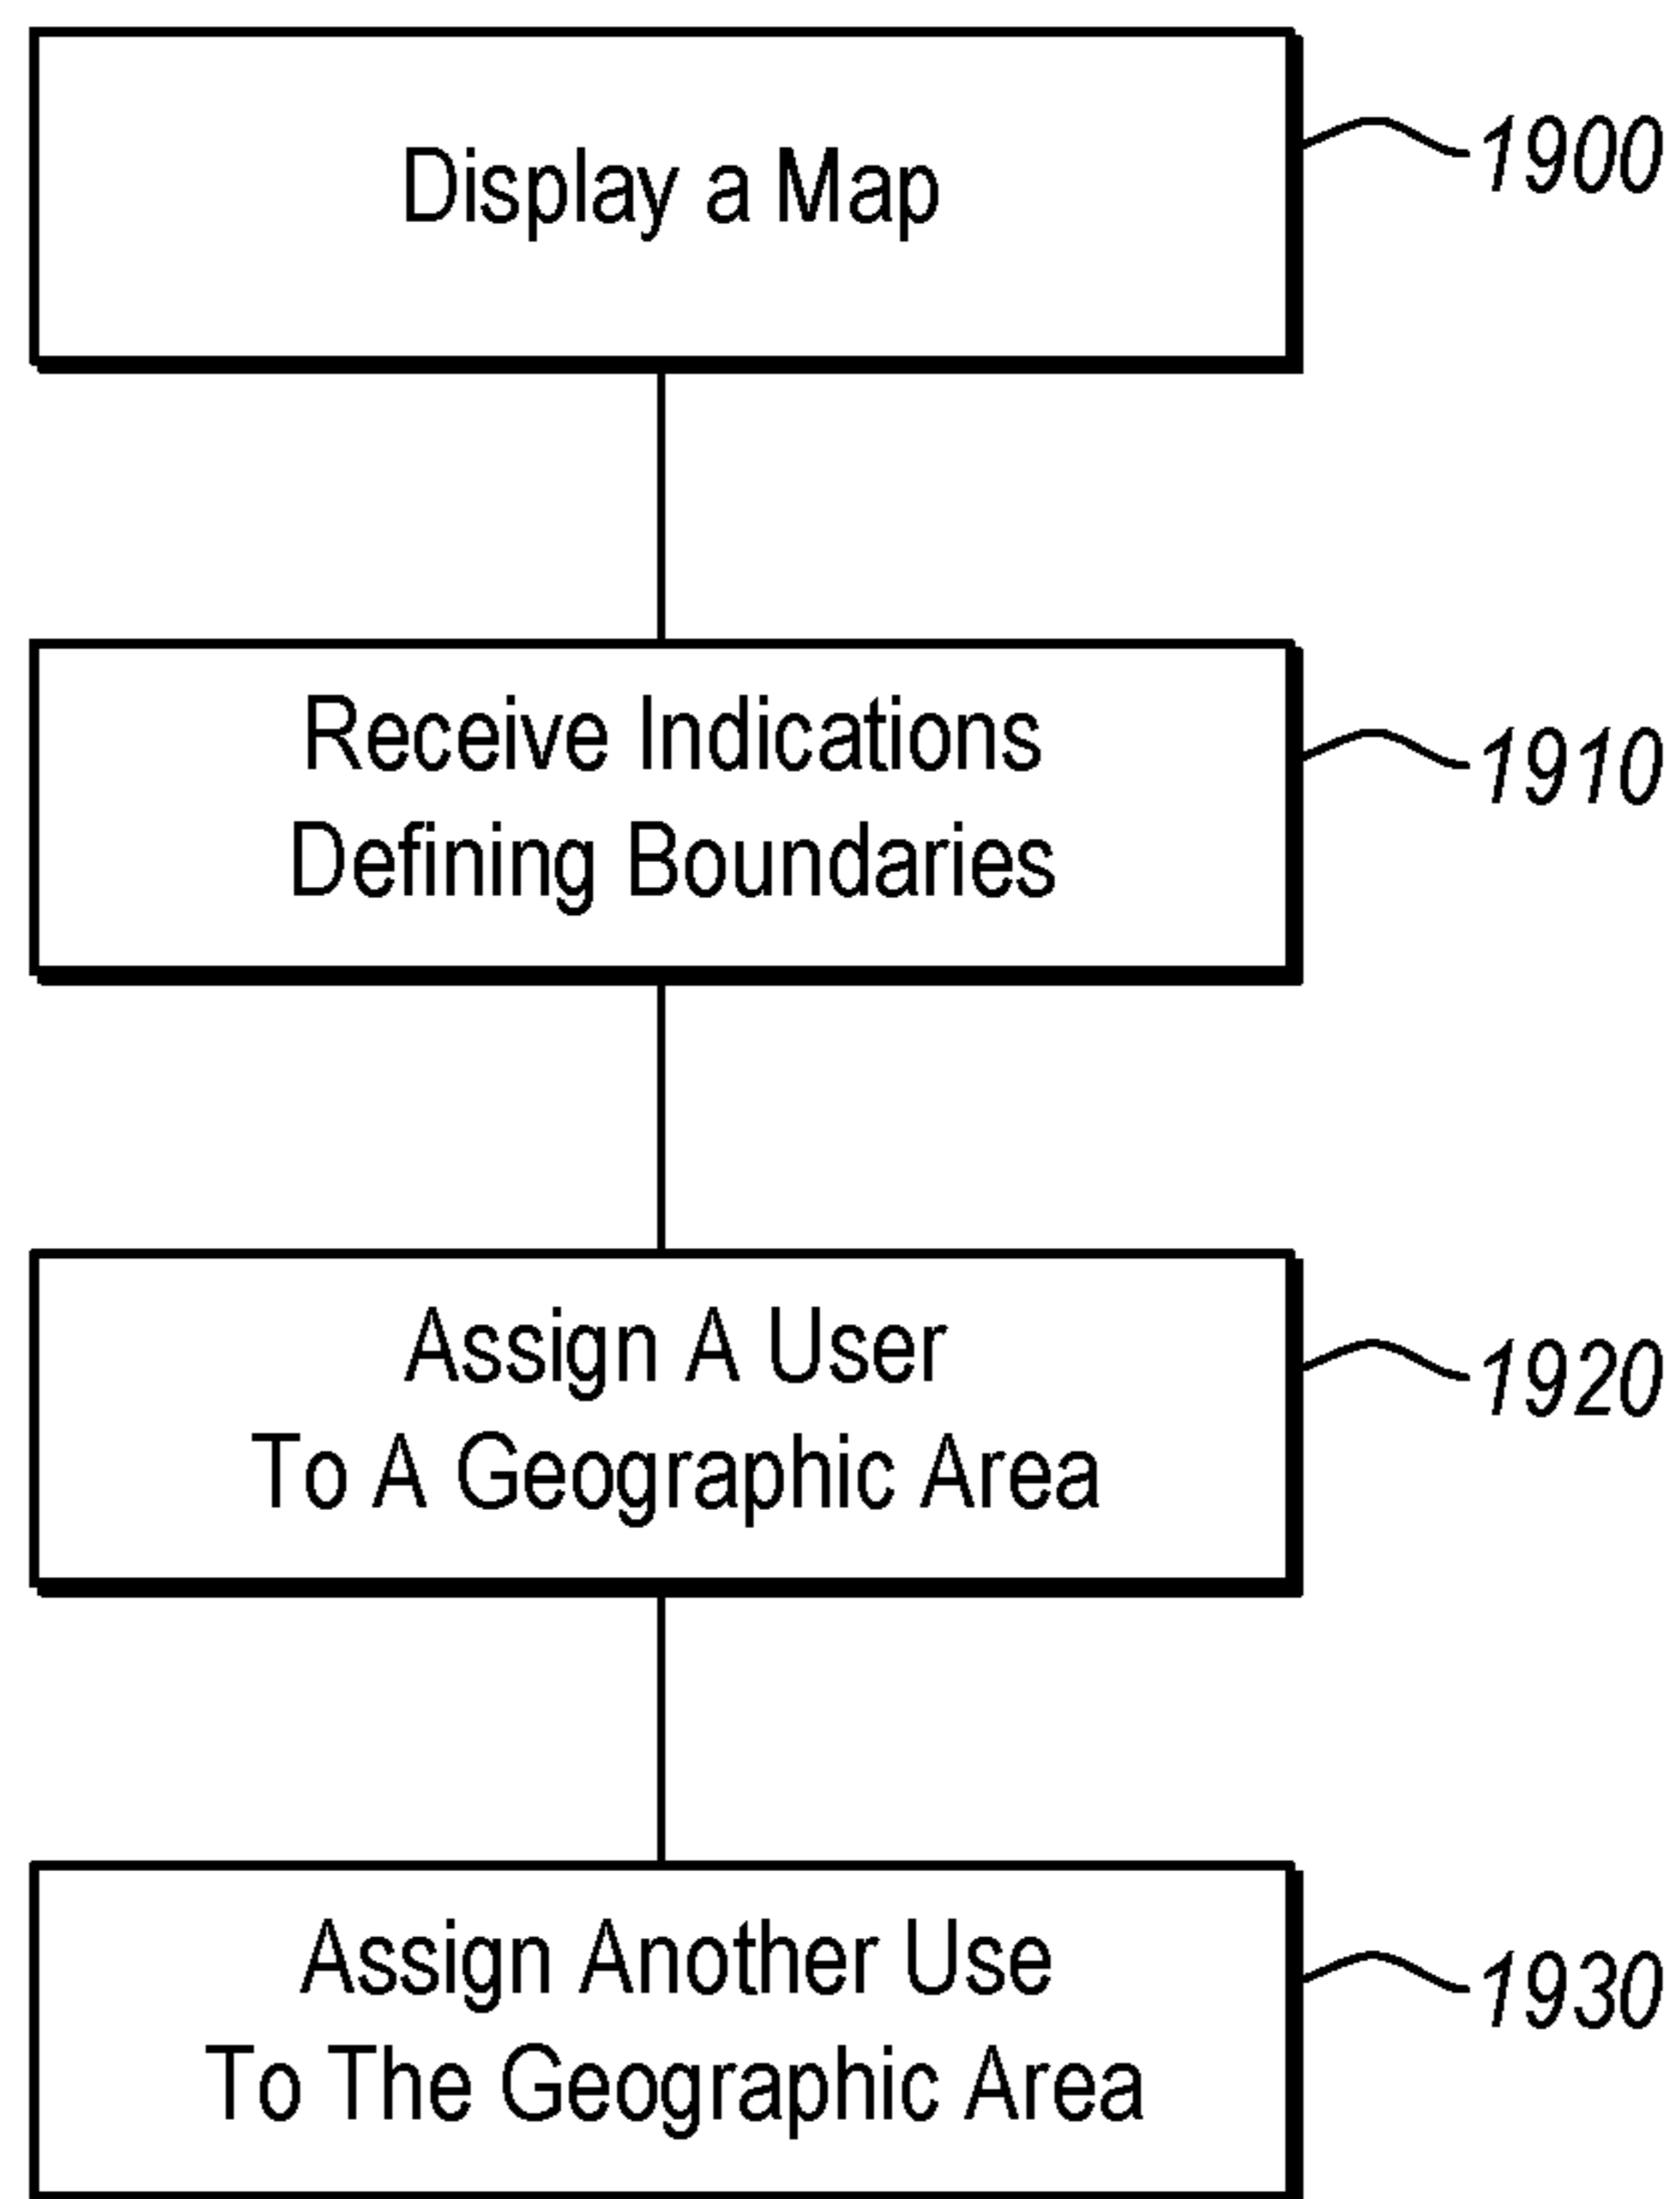 Display a Map
1900
Receive Indications
Defining Boundaries
1910
Assign A User
To A Geographic Area
1920
Assign Another Use
To The Geographic Area
1930